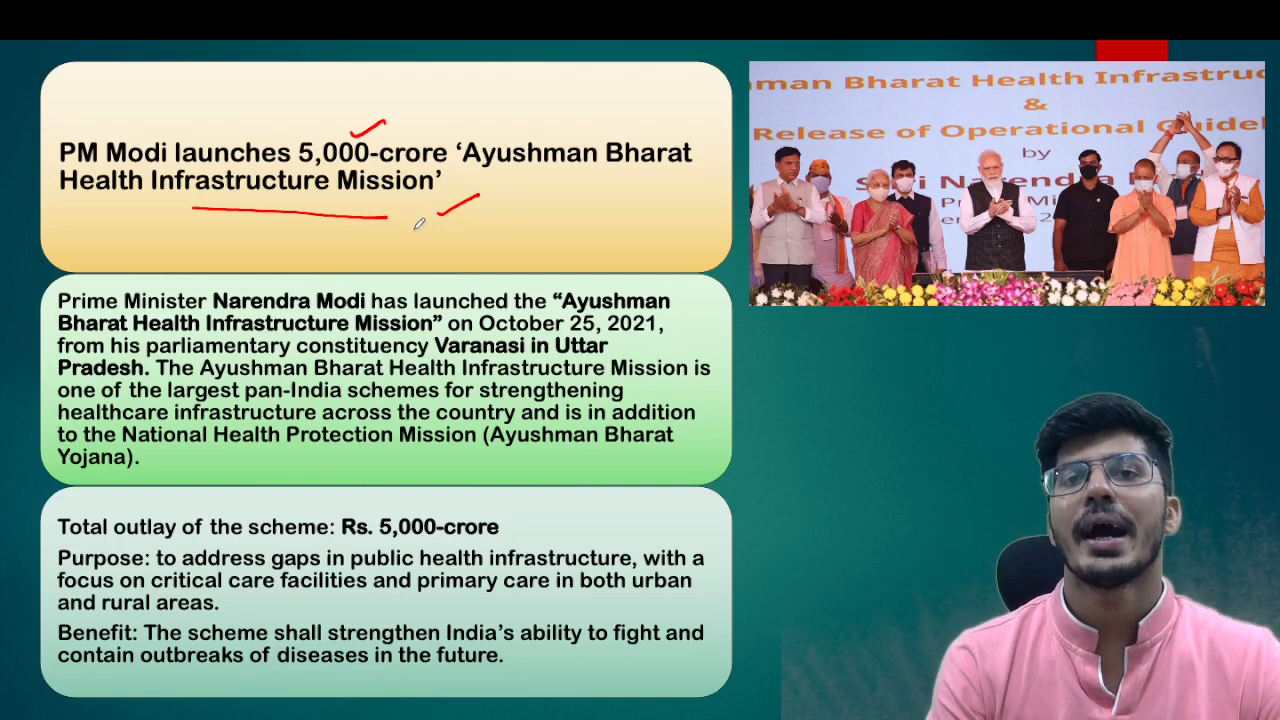 PM Modi launches 5,000-crore ‘Ayushman Bharat
Health Infrastructure Mission’
Prime Minister Narendra Modi has launched the “Ayushman
Bharat Health Infrastructure Mission” on October 25, 2021,
from his parliamentary constituency Varanasi in Uttar
Pradesh. The Ayushman Bharat Health Infrastructure Mission is
one of the largest pan-India schemes for strengthening
healthcare infrastructure across the country and is in addition
to the National Health Protection Mission (Ayushman Bharat
Yojana).
Total outlay of the scheme: Rs. 5,000-crore
Purpose: to address gaps in public health infrastructure, with a
focus on critical care facilities and primary care in both urban
and rural areas.
Benefit: The scheme shall strengthen India’s ability to fight and
contain outbreaks of diseases in the future.
Bharat Health
&
Release of Operational
by